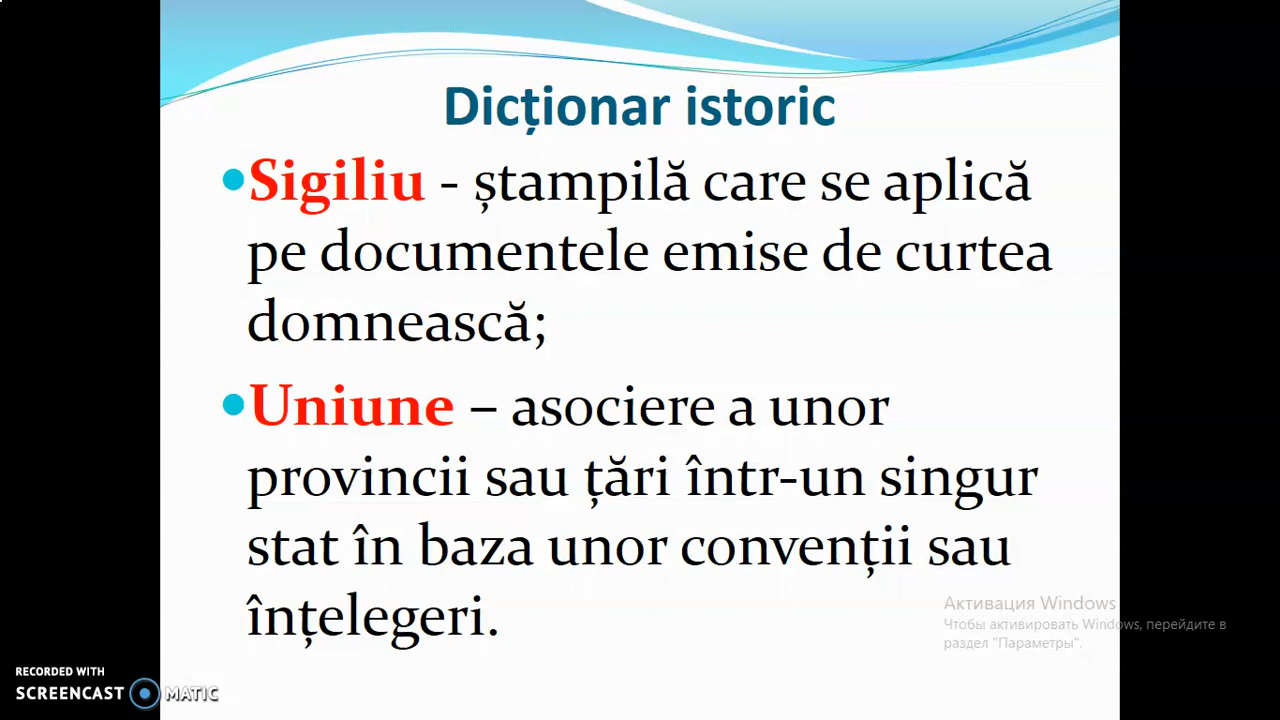 Dicționar istoric
Sigiliu - ștampilă care se aplică
pe documentele emise de curtea
domnească;
Uniune – asociere a unor
provincii sau țări într-un singur
stat în baza unor convenții sau
înțelegeri.
Активация Windows
Чтобы активировать Windows, перейдите в
раздел "Параметры".
RECORDED WITH
SCREENCAST MATIC